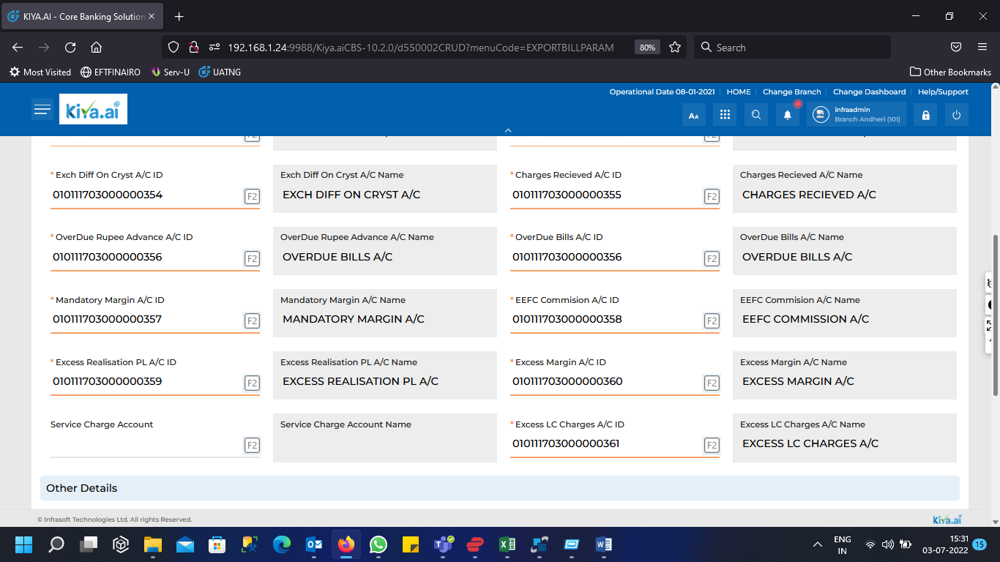 KIYA.AI - Core Banking Solution
192.168.1.24:9988/Kiya.aiCBS-10.2.0/d550002CRUD?menuCode=EXPORTBILLPARAM
80%
Search
Most Visited
EFTFINAIRO
Serv-U
UATNG
Other Bookmarks
Operational Date 08-01-2021
HOME
Change Branch
Change Dashboard
Help/Support
kiya.ai
AA
infraadmin
Branch Andheri (101)
* Exch Diff On Cryst A/C ID
010111703000000354
F2
Exch Diff On Cryst A/C Name
EXCH DIFF ON CRYST A/C
* Charges Recieved A/C ID
010111703000000355
F2
Charges Recieved A/C Name
CHARGES RECIEVED A/C
* OverDue Rupee Advance A/C ID
010111703000000356
F2
OverDue Rupee Advance A/C Name
OVERDUE BILLS A/C
* OverDue Bills A/C ID
010111703000000356
F2
OverDue Bills A/C Name
OVERDUE BILLS A/C
* Mandatory Margin A/C ID
010111703000000357
F2
Mandatory Margin A/C Name
MANDATORY MARGIN A/C
* EEFC Commision A/C ID
010111703000000358
F2
EEFC Commision A/C Name
EEFC COMMISSION A/C
* Excess Realisation PL A/C ID
010111703000000359
F2
Excess Realisation PL A/C Name
EXCESS REALISATION PL A/C
* Excess Margin A/C ID
010111703000000360
F2
Excess Margin A/C Name
EXCESS MARGIN A/C
Service Charge Account
F2
Service Charge Account Name
* Excess LC Charges A/C ID
010111703000000361
F2
Excess LC Charges A/C Name
EXCESS LC CHARGES A/C
Other Details
© Infrasoft Technologies Ltd. All rights Reserved.
kiya.ai
ENG
IN
15:31
03-07-2022
15